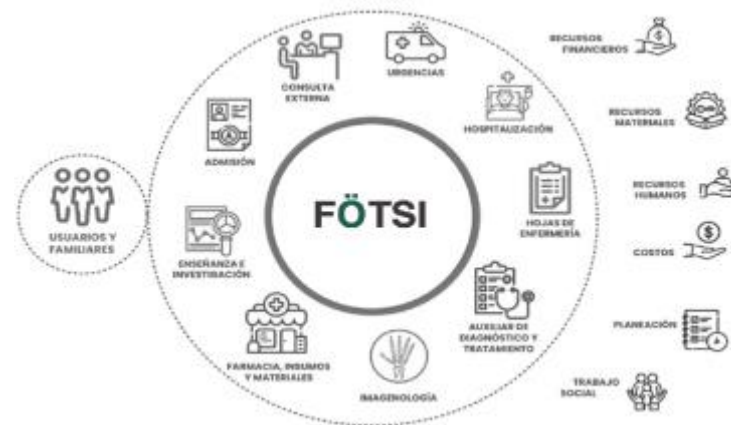 RECURSOS
FINANCIEROS
URGENCIAS
CONSULTA
EXTERNA
HOSPITALIZACIÓN
RECURSOS
MATERIALES
ADMISIÓN
RECURSOS
HUMANOS
FÖTSI
HOJAS DE
ENFERMERÍA
USUARIOS Y
FAMILIARES
COSTOS
ENSEÑANZA E
INVESTIGACIÓN
PLANEACIÓN
AUXILIAR DE
DIAGNÓSTICO Y
TRATAMIENTO
FARMACIA, INSUMOS
Y MATERIALES
TRABAJO
SOCIAL
IMAGENOLOGÍA